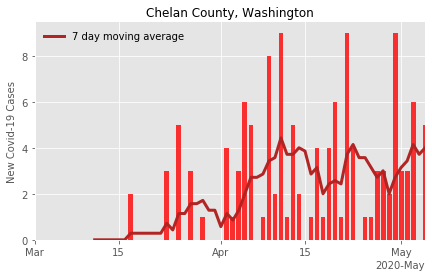 Chelan County, Washington
7 day moving average
New Covid-19 Cases
8
6
4
2
0
Mar 15 Apr 15 May
2020-May